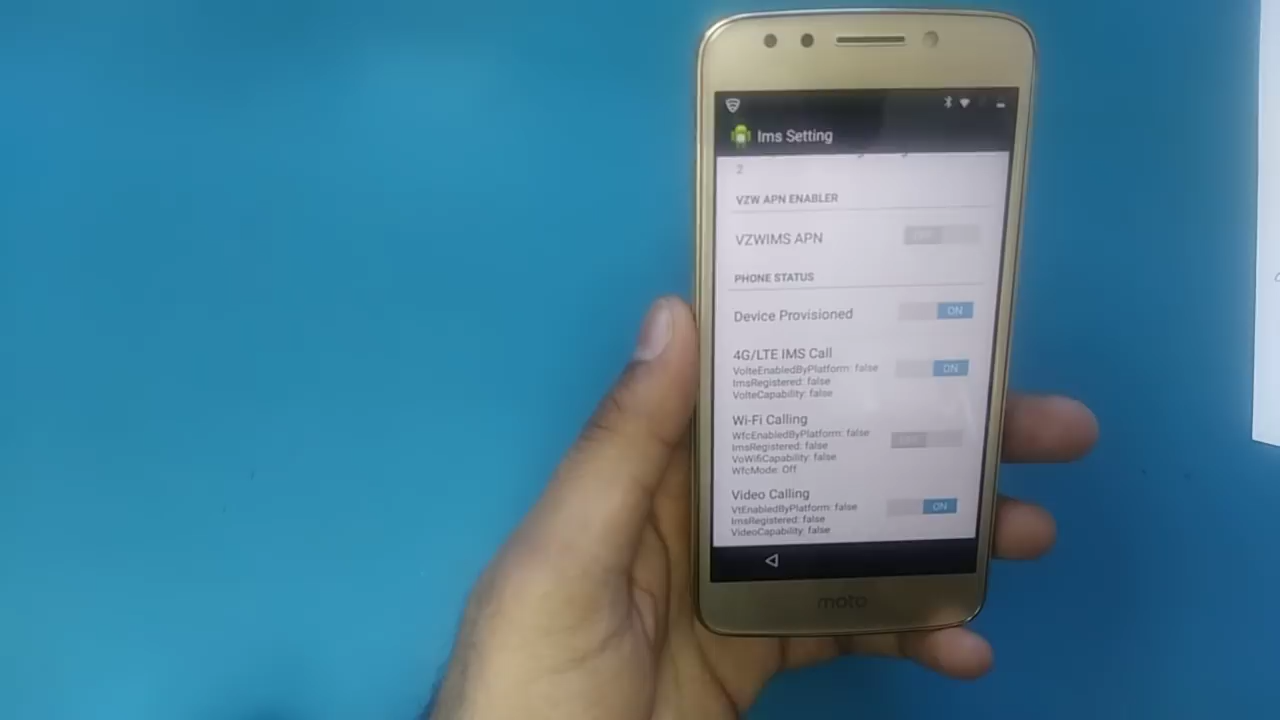 Ims Setting
2
VZW APN ENABLER
VZWIMS APN
OFF
PHONE STATUS
Device Provisioned
ON
4G/LTE IMS Call
ON
VolteEnabledByPlatform: false
ImsRegistered: false
VolteCapability: false
Wi-Fi Calling
WfcEnabledByPlatform: false
OFF
ImsRegistered: false
VoWifiCapability: false
WfcMode: Off
Video Calling
VtEnabledByPlatform: false
ON
ImsRegistered: false
VideoCapability: false
moto